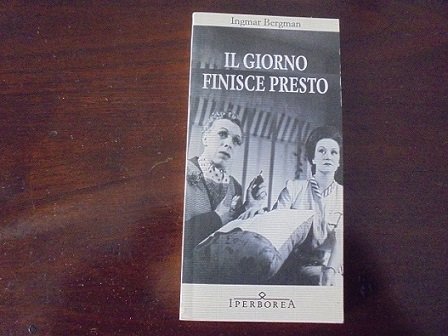 Ingmar Bergman
IL GIORNO
FINISCE PRESTO
IPERBOREA